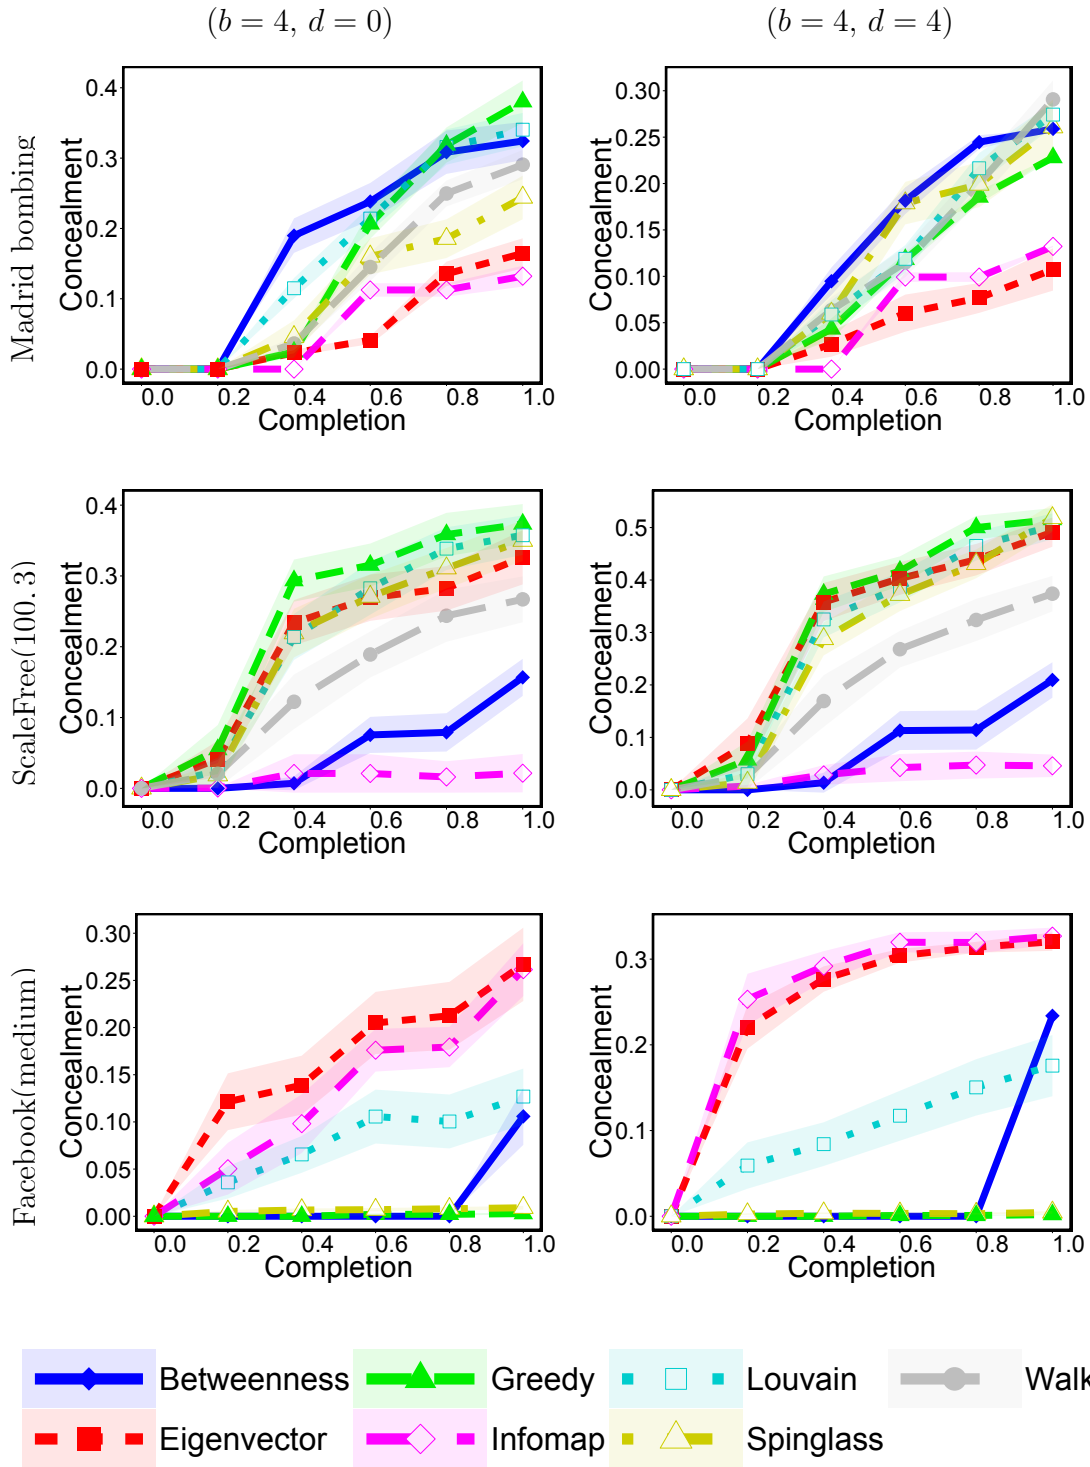 (b = 4, d = 0)
(b = 4, d = 4)
Madrid bombing
Concealment
0.4
0.3
0.2
0.1
0.0
0.0 0.2 0.4 0.6 0.8 1.0
Completion
Concealment
0.30
0.25
0.20
0.15
0.10
0.05
0.00
0.0 0.2 0.4 0.6 0.8 1.0
Completion
ScaleFree(100, 3)
Concealment
0.4
0.3
0.2
0.1
0.0
0.0 0.2 0.4 0.6 0.8 1.0
Completion
Concealment
0.5
0.4
0.3
0.2
0.1
0.0
0.0 0.2 0.4 0.6 0.8 1.0
Completion
Facebook(medium)
Concealment
0.30
0.25
0.20
0.15
0.10
0.05
0.00
0.0 0.2 0.4 0.6 0.8 1.0
Completion
Concealment
0.3
0.2
0.1
0.0
0.0 0.2 0.4 0.6 0.8 1.0
Completion
Betweenness Greedy Louvain Walk
Eigenvector Infomap Spinglass